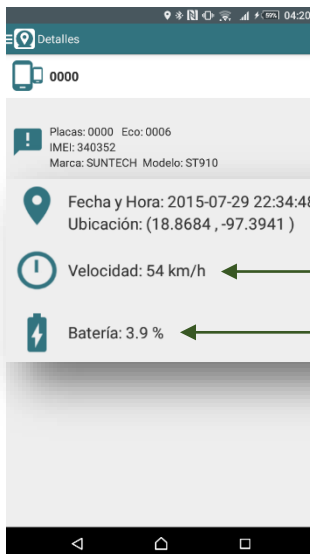 59% 04:20
Detalles
0000
Placas: 0000 Eco: 0006
IMEI: 340352
Marca: SUNTECH Modelo: ST910
Fecha y Hora: 2015-07-29 22:34:48
Ubicación: (18.8684 , -97.3941 )
Velocidad: 54 km/h
Batería: 3.9 %